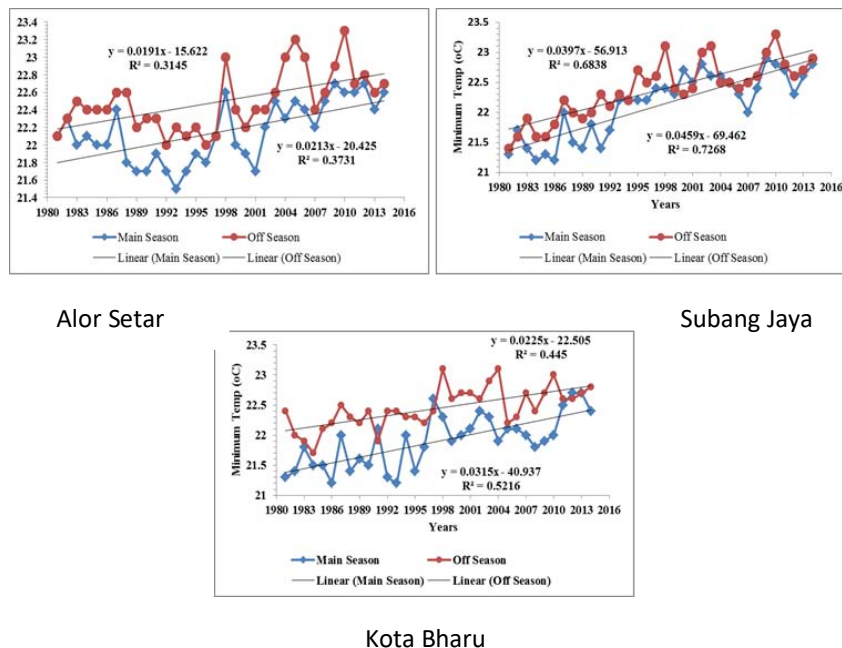 23.4
23.2
23
22.8
22.6
22.4
22.2
22
21.8
21.6
21.4
y = 0.0191x - 15.622
R² = 0.3145
y = 0.0213x - 20.425
R² = 0.3731
1980 1983 1986 1989 1992 1995 1998 2001 2004 2007 2010 2013 2016
Main Season Off Season
Linear (Main Season) Linear (Off Season)
Minimum Temp (oC)
23.5
23
22.5
22
21.5
21
y = 0.0397x - 56.913
R² = 0.6838
y = 0.0459x - 69.462
R² = 0.7268
1980 1983 1986 1989 1992 1995 1998 2001 2004 2007 2010 2013 2016
Years
Main Season Off Season
Linear (Main Season) Linear (Off Season)
Alor Setar Subang Jaya
Minimum Temp (oC)
23.5
23
22.5
22
21.5
21
y = 0.0225x - 22.505
R² = 0.445
y = 0.0315x - 40.937
R² = 0.5216
1980 1983 1986 1989 1992 1995 1998 2001 2004 2007 2010 2013 2016
Years
Main Season Off Season
Linear (Main Season) Linear (Off Season)
Kota Bharu